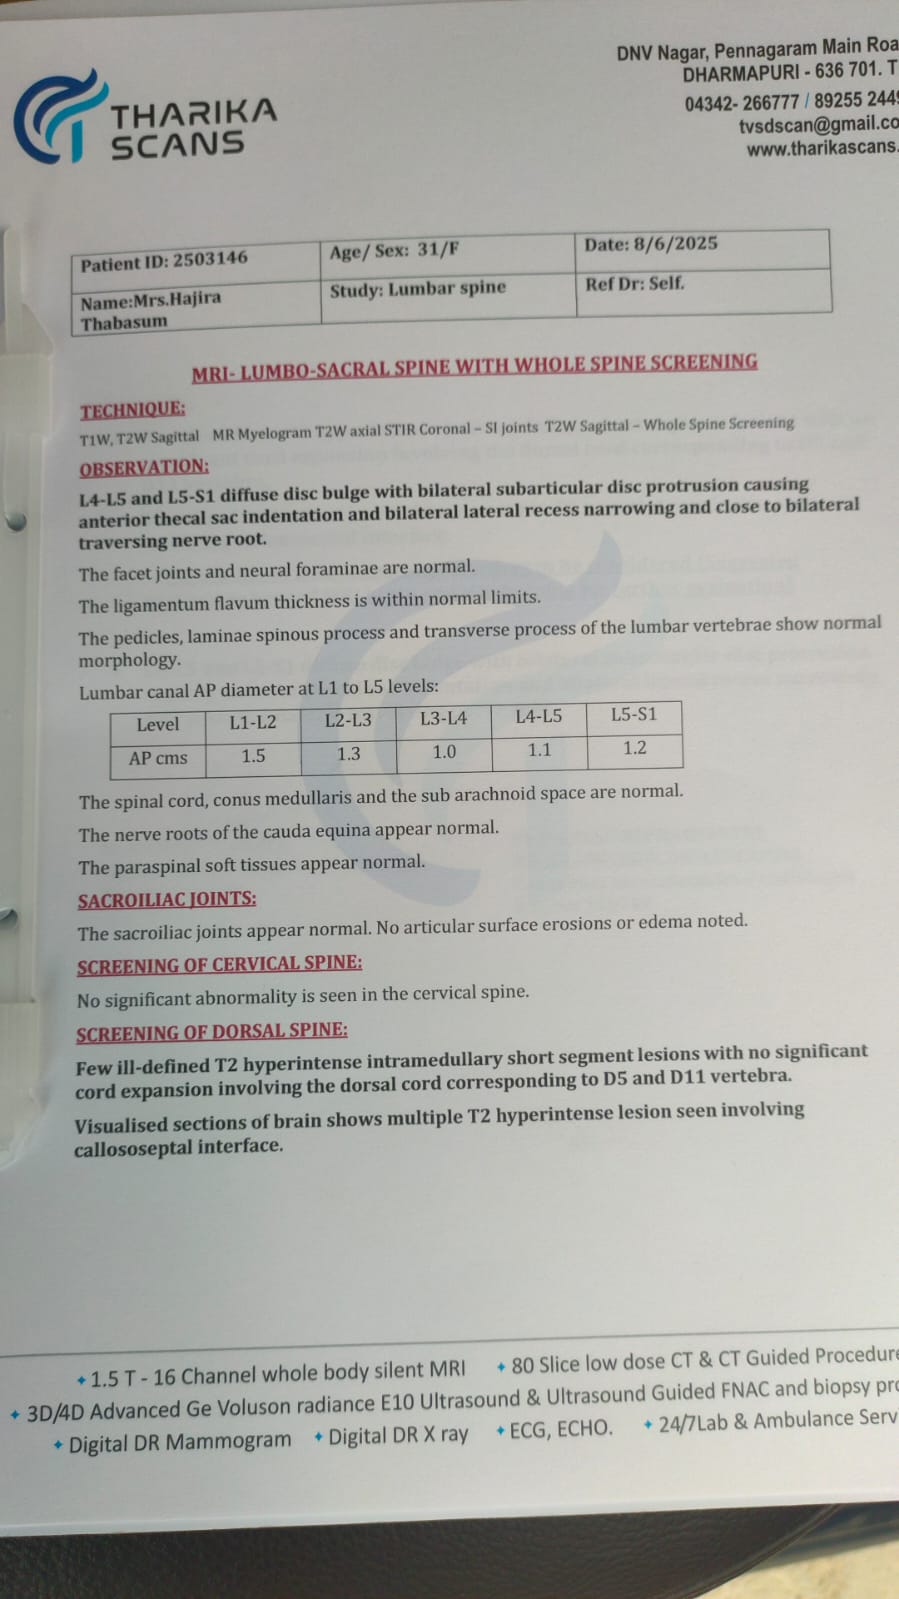 THARIKA
SCANS
DNV Nagar, Pennagaram Main Roa
DHARMAPURI - 636 701. T
04342- 266777 / 89255 244
tvsdscan@gmail.co
www.tharikascans.
Patient ID: 2503146 Age/ Sex: 31/F Date: 8/6/2025
Name:Mrs.Hajira Study: Lumbar spine Ref Dr: Self.
Thabasum
MRI- LUMBO-SACRAL SPINE WITH WHOLE SPINE SCREENING
TECHNIQUE:
T1W, T2W Sagittal MR Myelogram T2W axial STIR Coronal – SI joints T2W Sagittal – Whole Spine Screening
OBSERVATION:
L4-L5 and L5-S1 diffuse disc bulge with bilateral subarticular disc protrusion causing
anterior thecal sac indentation and bilateral lateral recess narrowing and close to bilateral
traversing nerve root.
The facet joints and neural foraminae are normal.
The ligamentum flavum thickness is within normal limits.
The pedicles, laminae spinous process and transverse process of the lumbar vertebrae show normal
morphology.
Lumbar canal AP diameter at L1 to L5 levels:
Level L1-L2 L2-L3 L3-L4 L4-L5 L5-S1
AP cms 1.5 1.3 1.0 1.1 1.2
The spinal cord, conus medullaris and the sub arachnoid space are normal.
The nerve roots of the cauda equina appear normal.
The paraspinal soft tissues appear normal.
SACROILIAC JOINTS:
The sacroiliac joints appear normal. No articular surface erosions or edema noted.
SCREENING OF CERVICAL SPINE:
No significant abnormality is seen in the cervical spine.
SCREENING OF DORSAL SPINE:
Few ill-defined T2 hyperintense intramedullary short segment lesions with no significant
cord expansion involving the dorsal cord corresponding to D5 and D11 vertebra.
Visualised sections of brain shows multiple T2 hyperintense lesion seen involving
callososeptal interface.
1.5 T - 16 Channel whole body silent MRI 80 Slice low dose CT & CT Guided Procedure
3D/4D Advanced Ge Voluson radiance E10 Ultrasound & Ultrasound Guided FNAC and biopsy pro
Digital DR Mammogram Digital DR X ray ECG, ECHO. 24/7Lab & Ambulance Serv